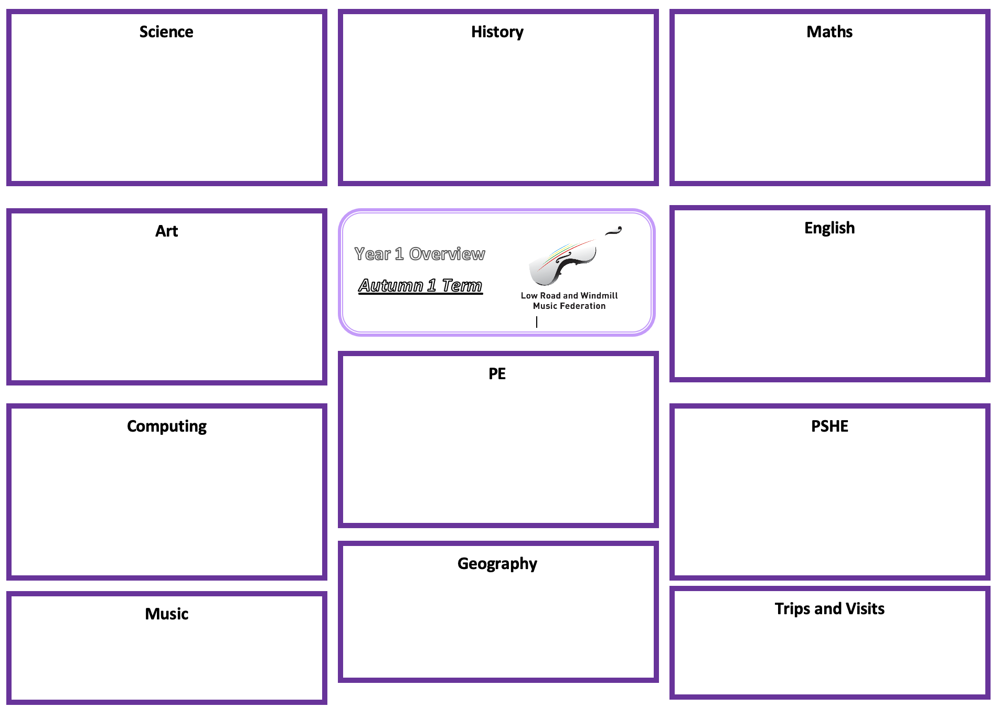 Science
History
Maths
Art
Year 1 Overview
Autumn 1 Term
Low Road and Windmill
Music Federation
English
PE
Computing
PSHE
Geography
Music
Trips and Visits